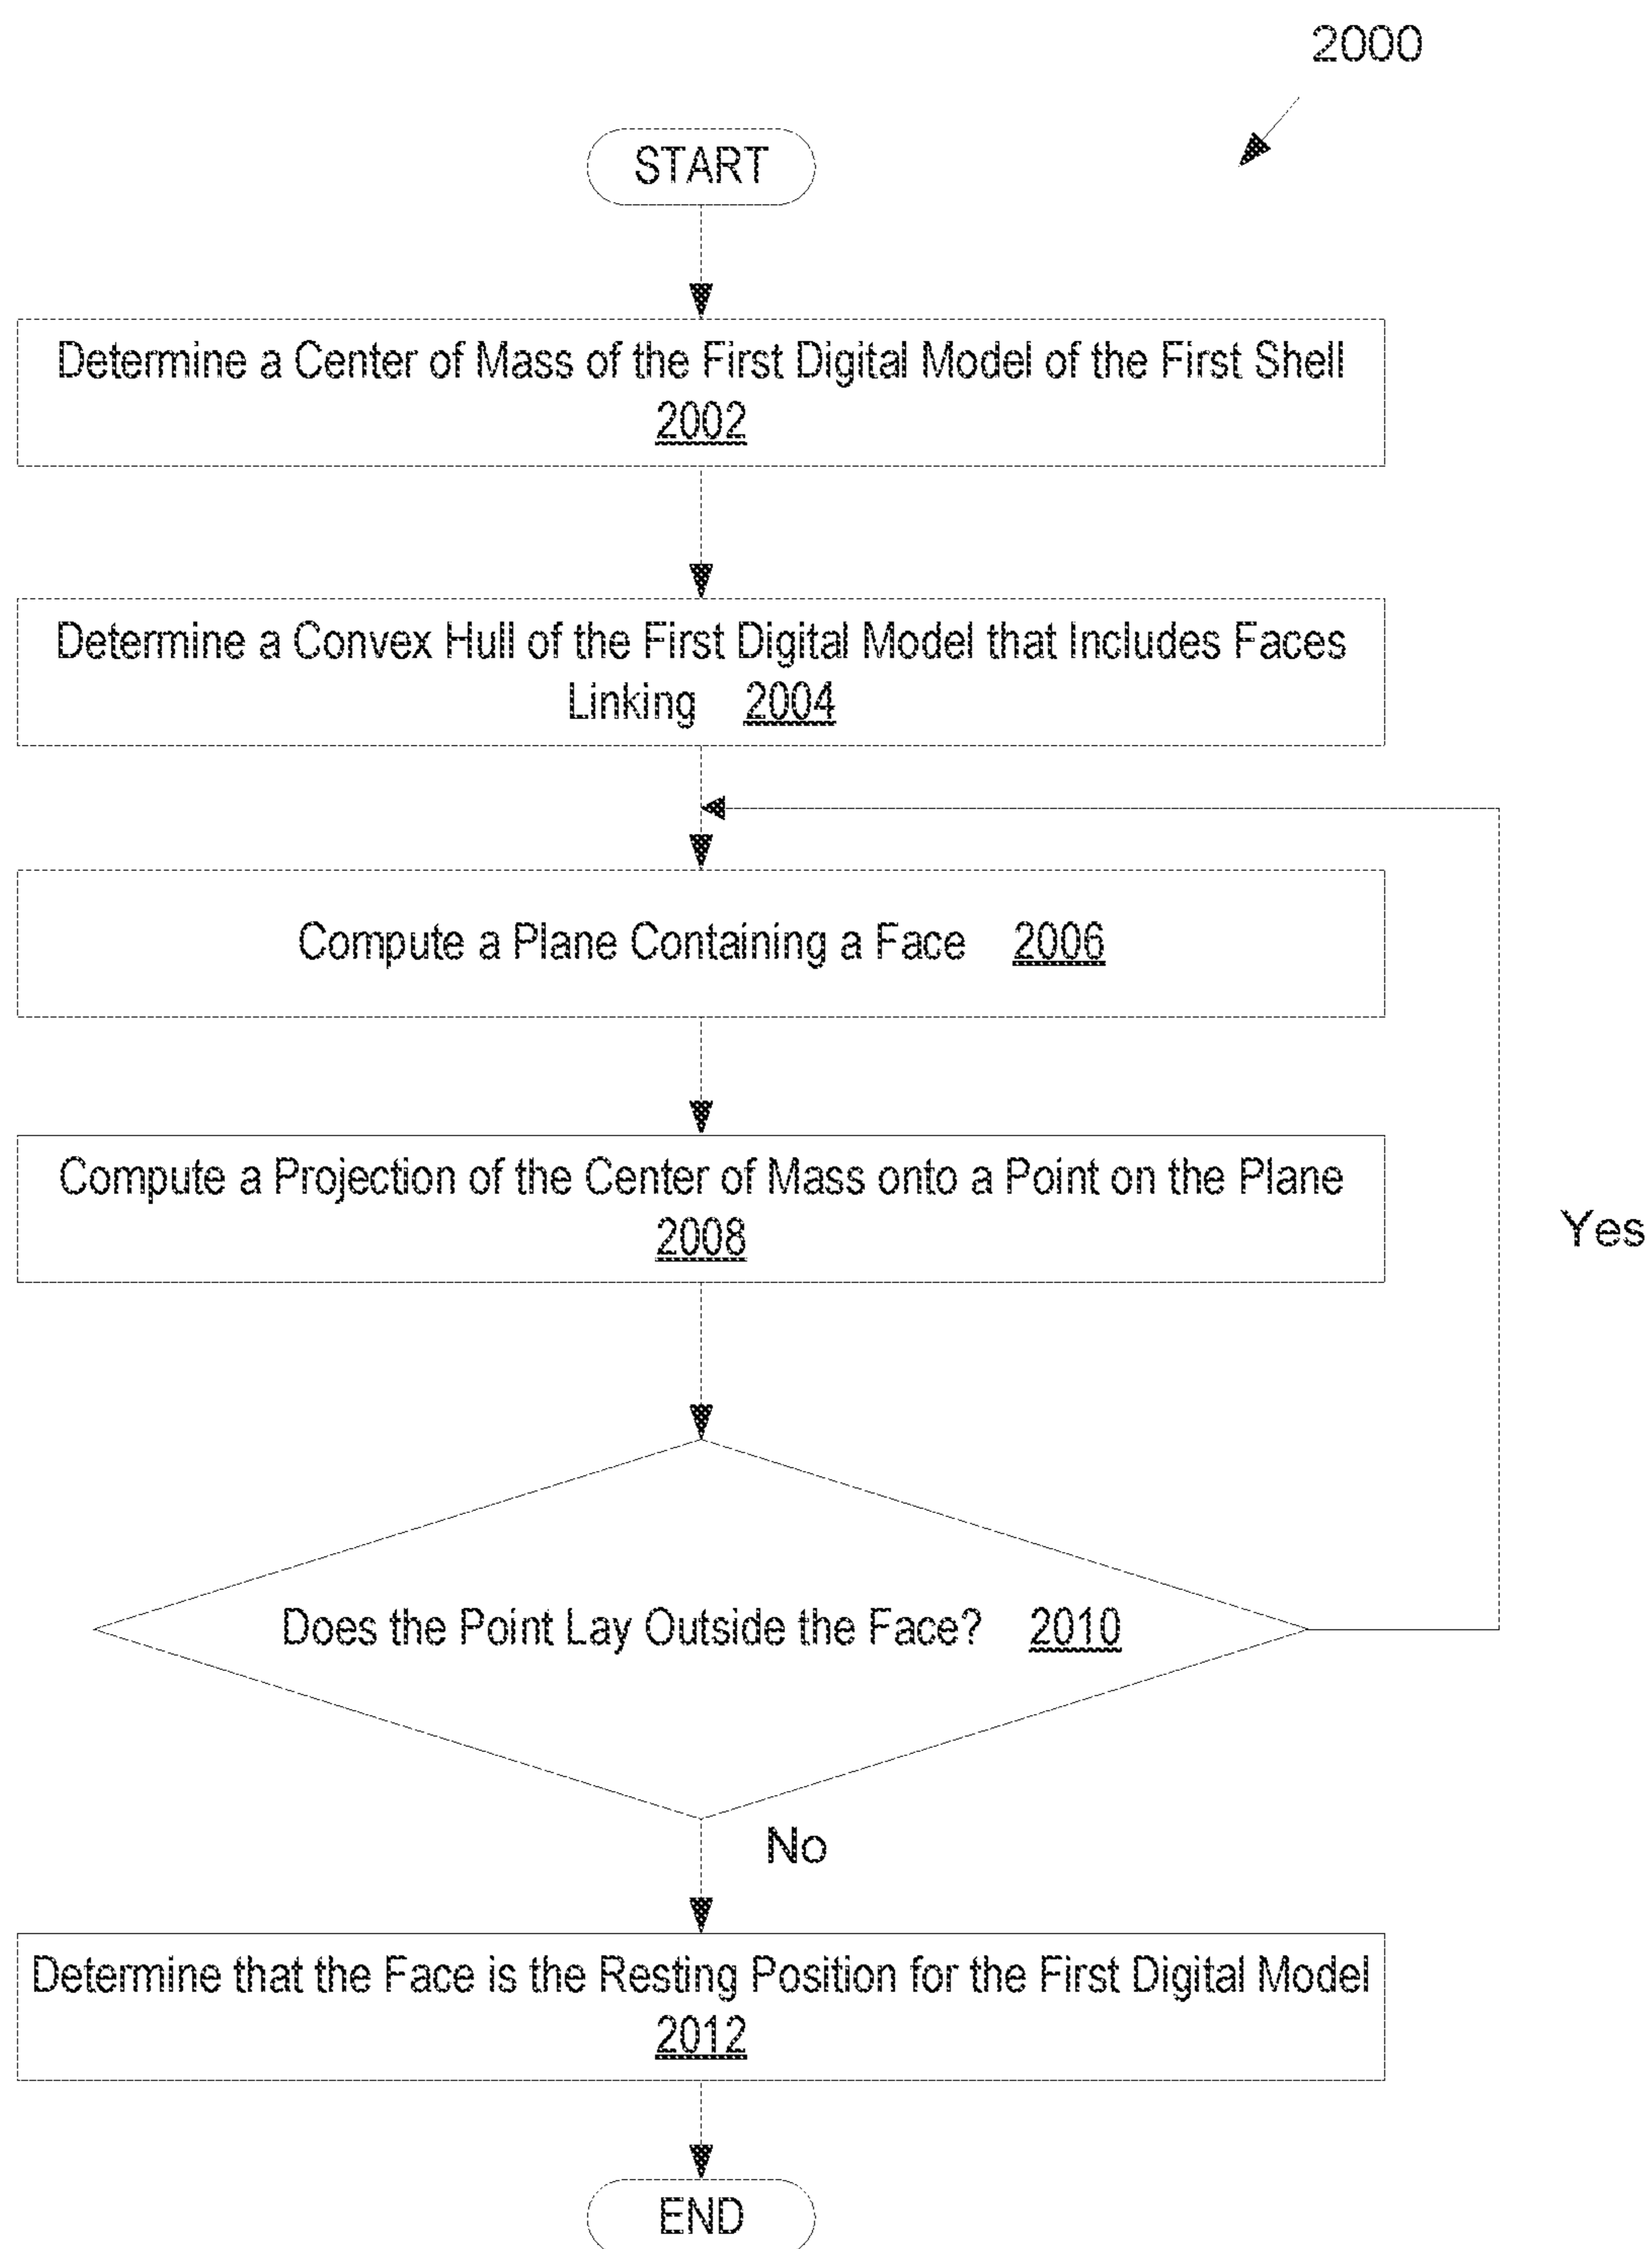 2000
START
Determine a Center of Mass of the First Digital Model of the First Shell
2002
Determine a Convex Hull of the First Digital Model that Includes Faces
Linking 2004
Compute a Plane Containing a Face 2006
Compute a Projection of the Center of Mass onto a Point on the Plane
2008
Yes
Does the Point Lay Outside the Face? 2010
No
Determine that the Face is the Resting Position for the First Digital Model
2012
END